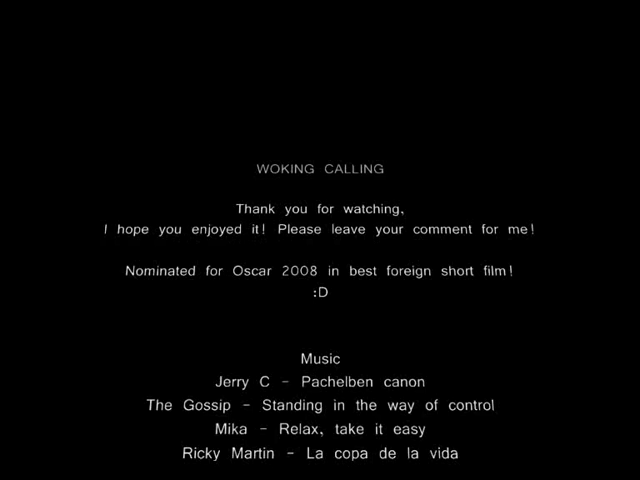 WOKING CALLING
Thank you for watching,
I hope you enjoyed it! Please leave your comment for me!
Nominated for Oscar 2008 in best foreign short film!
:D
Music
Jerry C - Pachelben canon
The Gossip - Standing in the way of control
Mika - Relax, take it easy
Ricky Martin - La copa de la vida